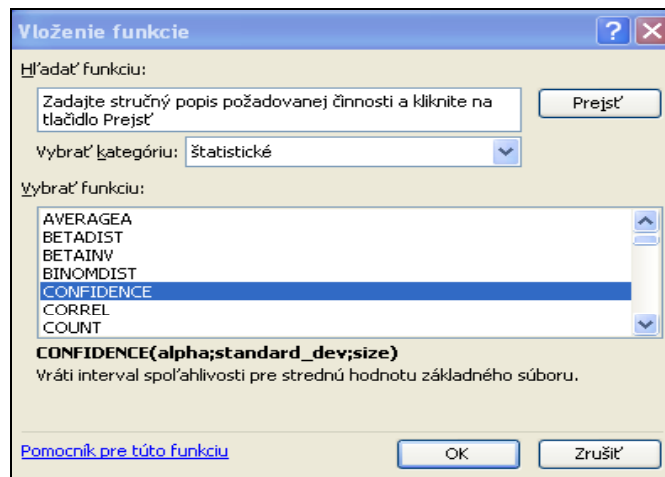 Vloženie funkcie
Hľadať funkciu:
Zadajte stručný popis požadovanej činnosti a kliknite na
tlačidlo Prejsť
Prejsť
Vybrať kategóriu: štatistické
Vybrať funkciu:
AVERAGEA
BETADIST
BETAINV
BINOMDIST
CONFIDENCE
CORREL
COUNT
CONFIDENCE(alpha;standard_dev;size)
Vráti interval spoľahlivosti pre strednú hodnotu základného súboru.
Pomocník pre túto funkciu
OK
Zrušiť